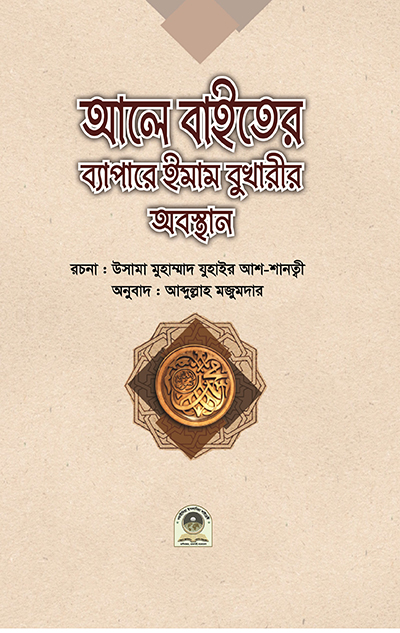 আলে বাইতের
ব্যাপারে ইমাম বুখারীর
অবস্থান
রচনা : উসামা মুহাম্মাদ যুহাইর আশ-শানত্বী
অনুবাদ : আব্দুল্লাহ মজুমদার